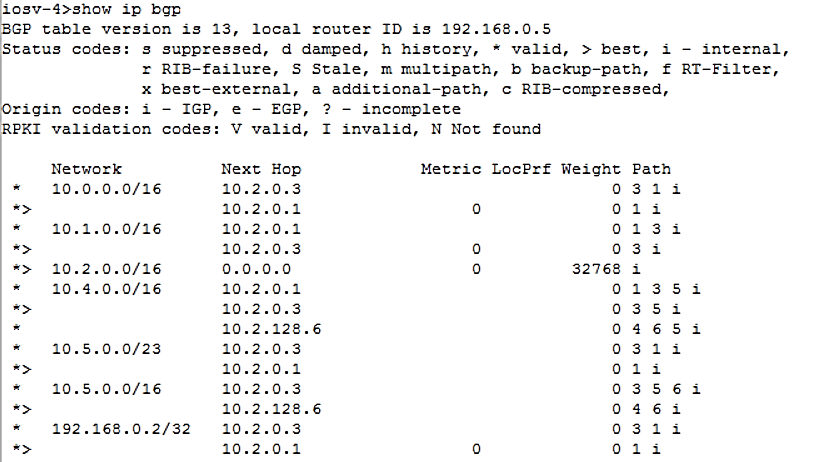 iosv-4>show ip bgp
BGP table version is 13, local router ID is 192.168.0.5
Status codes: s suppressed, d damped, h history, * valid, > best, i - internal,
              r RIB-failure, S Stale, m multipath, b backup-path, f RT-Filter,
              x best-external, a additional-path, c RIB-compressed,
Origin codes: i - IGP, e - EGP, ? - incomplete
RPKI validation codes: V valid, I invalid, N Not found

     Network          Next Hop            Metric LocPrf Weight Path
 *   10.0.0.0/16      10.2.0.3                               0 3 1 i
 *>                   10.2.0.1                 0             0 1 i
 *   10.1.0.0/16      10.2.0.1                               0 1 3 i
 *>                   10.2.0.3                 0             0 3 i
 *>  10.2.0.0/16      0.0.0.0                  0         32768 i
 *   10.4.0.0/16      10.2.0.1                               0 1 3 5 i
 *>                   10.2.0.3                               0 3 5 i
 *                    10.2.128.6                             0 4 6 5 i
 *   10.5.0.0/23      10.2.0.3                               0 3 1 i
 *>                   10.2.0.1                               0 1 i
 *   10.5.0.0/16      10.2.0.3                               0 3 5 6 i
 *>                   10.2.128.6                             0 4 6 i
 *   192.168.0.2/32   10.2.0.3                               0 3 1 i
 *>                   10.2.0.1                 0             0 1 i